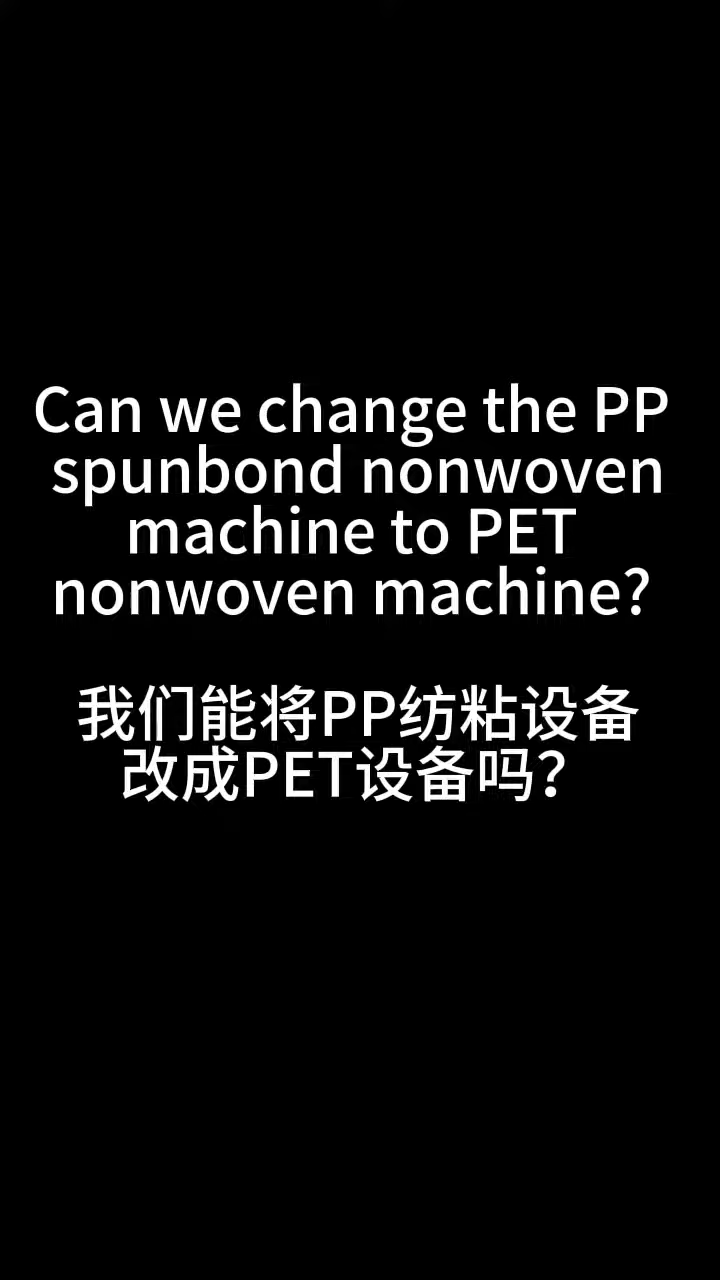 Can we change the PP
spunbond nonwoven
machine to PET
nonwoven machine?
我们能将PP纺粘设备
改成PET设备吗？